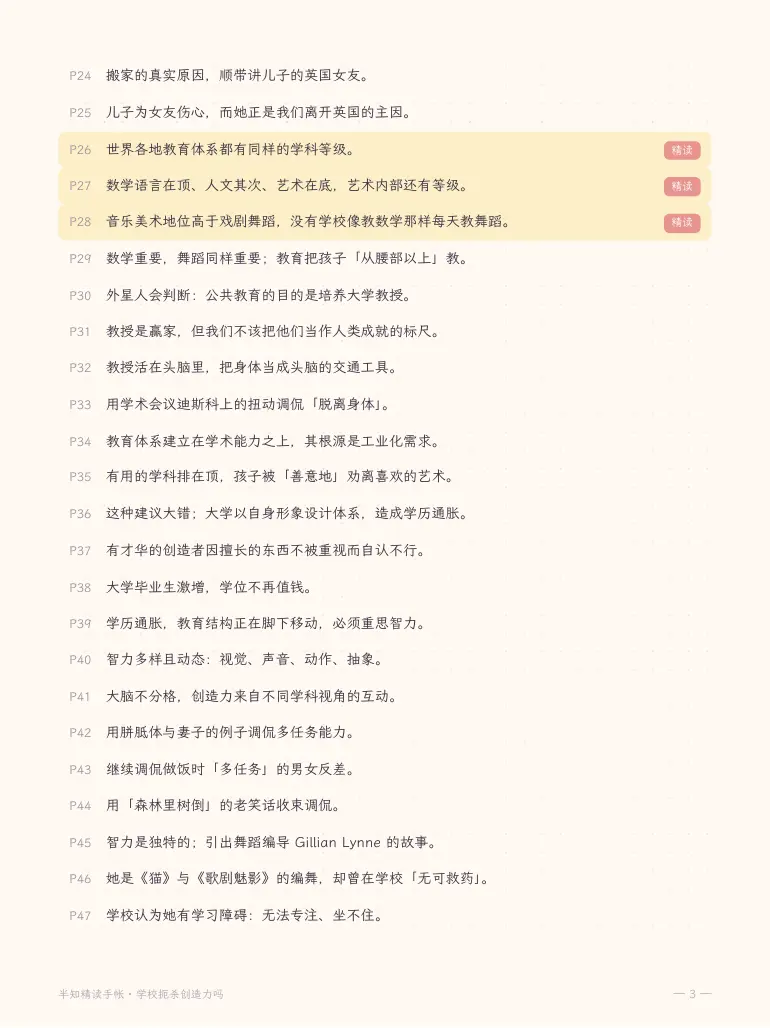 P24 搬家的真实原因，顺带讲儿子的英国女友。
P25 儿子为女友伤心，而她正是我们离开英国的主因。
P26 世界各地教育体系都有同样的学科等级。 精读
P27 数学语言在顶、人文其次、艺术在底，艺术内部还有等级。 精读
P28 音乐美术地位高于戏剧舞蹈，没有学校像教数学那样每天教舞蹈。 精读
P29 数学重要，舞蹈同样重要；教育把孩子「从腰部以上」教。
P30 外星人会判断：公共教育的目的是培养大学教授。
P31 教授是赢家，但我们不该把他们当作人类成就的标尺。
P32 教授活在头脑里，把身体当成头脑的交通工具。
P33 用学术会议迪斯科上的扭动调侃「脱离身体」。
P34 教育体系建立在学术能力之上，其根源是工业化需求。
P35 有用的学科排在顶，孩子被「善意地」劝离喜欢的艺术。
P36 这种建议大错；大学以自身形象设计体系，造成学历通胀。
P37 有才华的创造者因擅长的东西不被重视而自认不行。
P38 大学毕业生激增，学位不再值钱。
P39 学历通胀，教育结构正在脚下移动，必须重思智力。
P40 智力多样且动态：视觉、声音、动作、抽象。
P41 大脑不分格，创造力来自不同学科视角的互动。
P42 用胼胝体与妻子的例子调侃多任务能力。
P43 继续调侃做饭时「多任务」的男女反差。
P44 用「森林里树倒」的老笑话收束调侃。
P45 智力是独特的；引出舞蹈编导 Gillian Lynne 的故事。
P46 她是《猫》与《歌剧魅影》的编舞，却曾在学校「无可救药」。
P47 学校认为她有学习障碍：无法专注、坐不住。
半知精读手帐・学校扼杀创造力吗 — 3 —